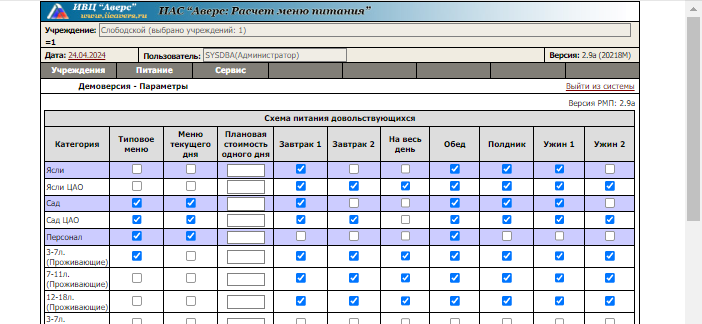 ИВЦ "Аверс"
www.iicavers.ru
ИАС "Аверс: Расчет меню питания"
Учреждение: Слободской (выбрано учреждений: 1)
=1
Дата: 24.04.2024 Пользователь: SYSDBA(Администратор) Версия: 2.9a (20218M)
Учреждения Питание Сервис
Демоверсия - Параметры Выйти из системы
Версия РМП: 2.9a
Схема питания довольствующихся
Категория Типовое меню Меню текущего дня Плановая стоимость одного дня Завтрак 1 Завтрак 2 На весь день Обед Полдник Ужин 1 Ужин 2
Ясли
Ясли ЦАО
Сад
Сад ЦАО
Персонал
3-7л.
(Проживающие)
7-11л.
(Проживающие)
12-18л.
(Проживающие)
3-7л.